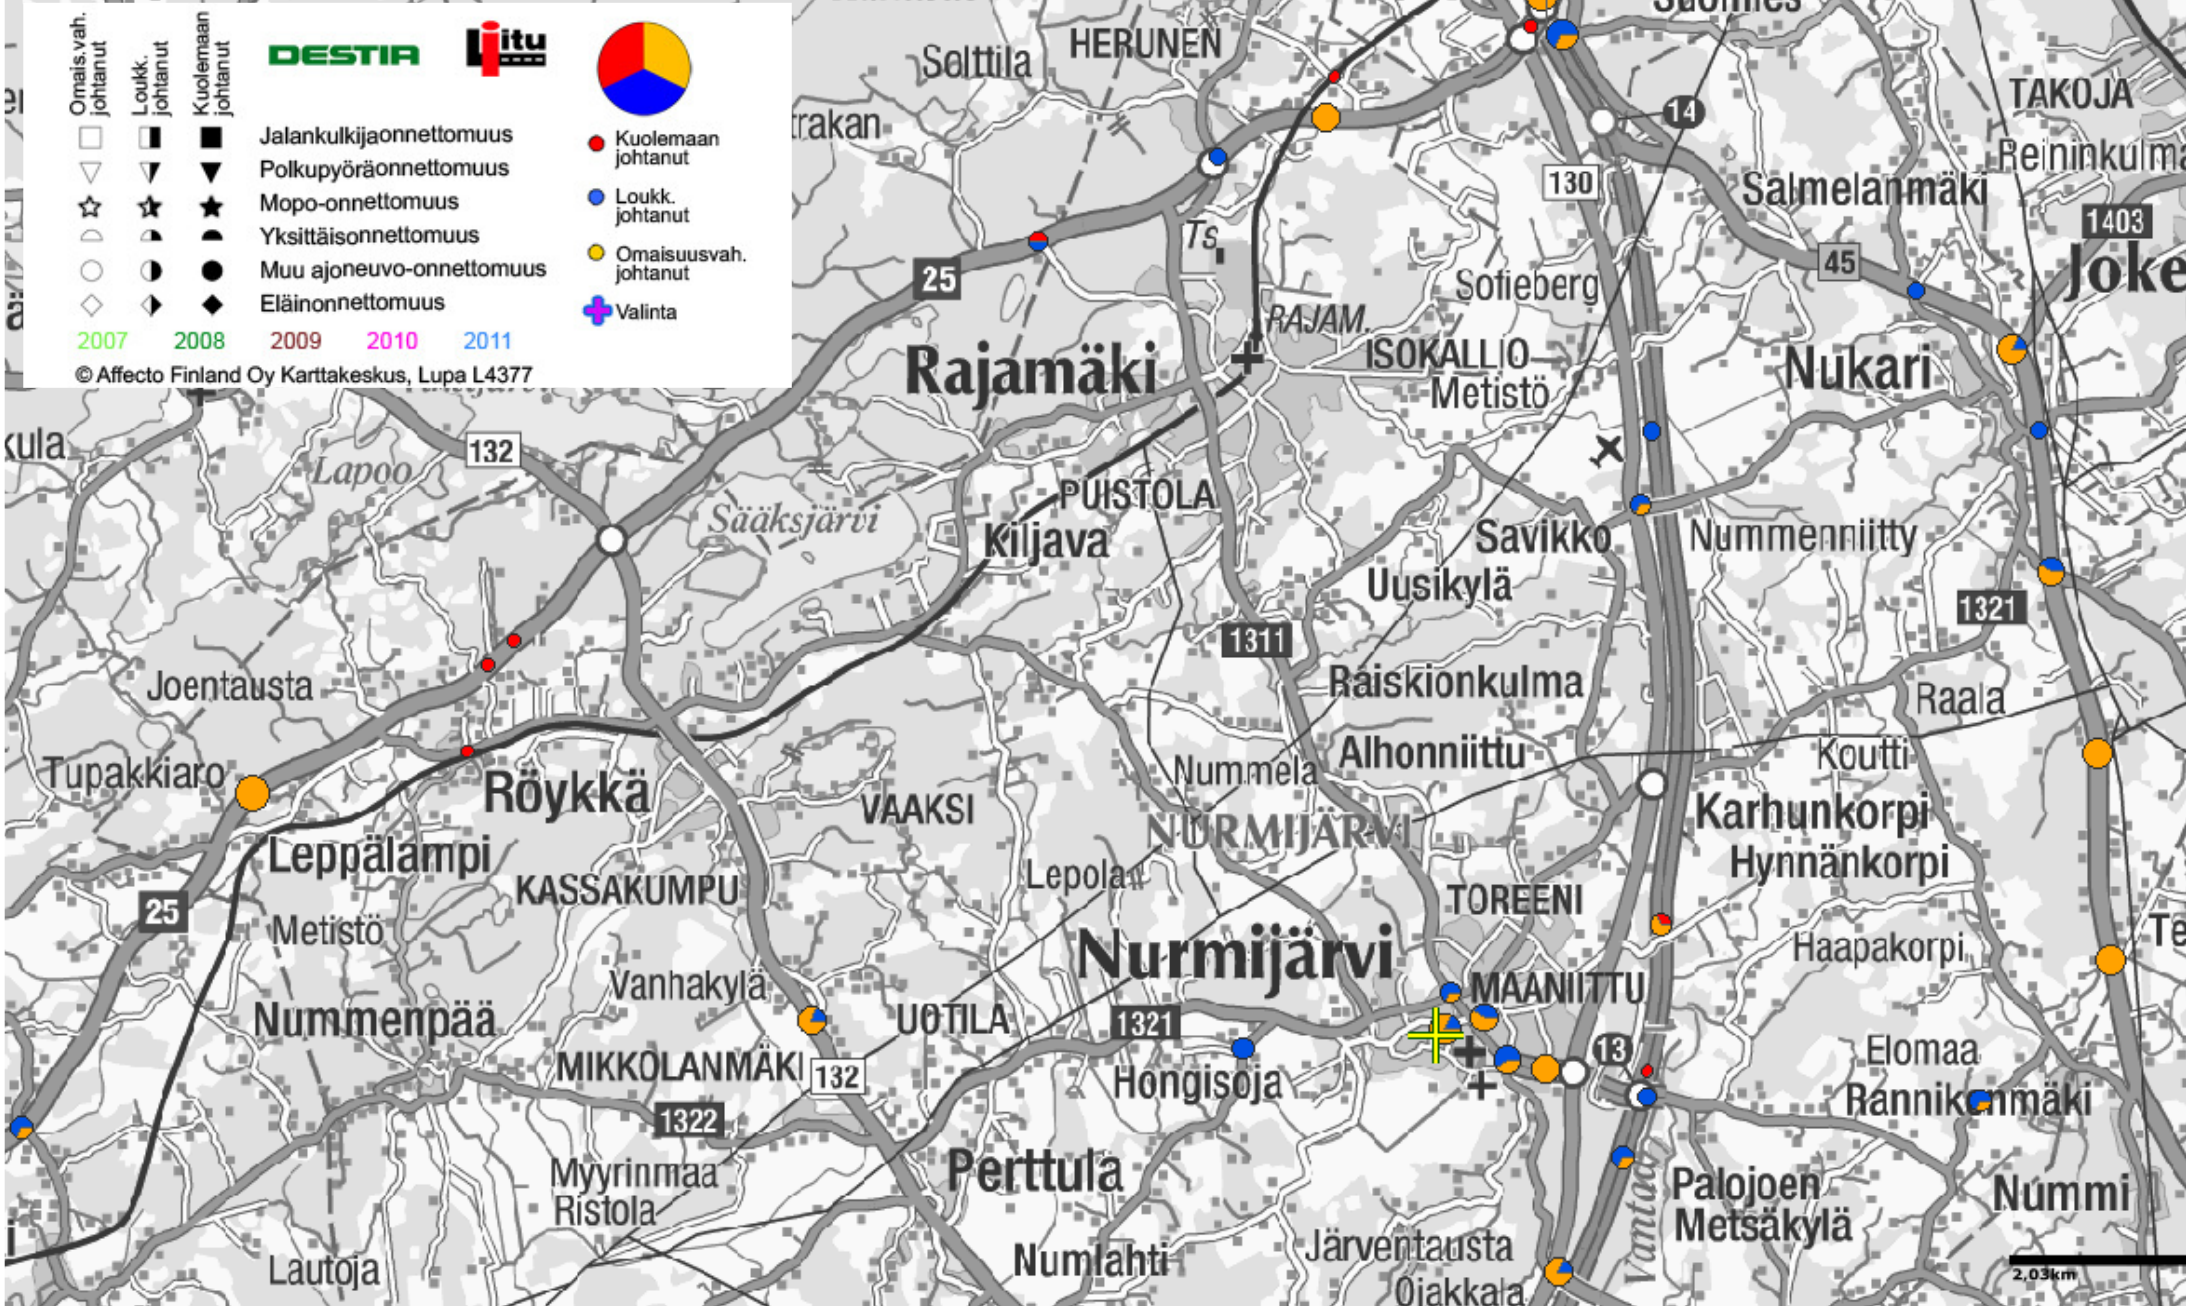 Omais.vah.
johtanut
Loukk.
johtanut
Kuolemaan
johtanut
DESTIA
Liitu
Jalankulkijaonnettomuus
Polkupyöräonnettomuus
Mopo-onnettomuus
Yksittäisonnettomuus
Muu ajoneuvo-onnettomuus
Eläinonnettomuus
2007 2008 2009 2010 2011
© Affecto Finland Oy Karttakeskus, Lupa L4377
Kuolemaan
johtanut
Loukk.
johtanut
Omaisuusvah.
johtanut
Valinta
HERUNEN
Selttila
trakan
14
TAKOJA
Reininkulma
130
Salmelanmäki
1403
Ts
45
Joke
25
Sofieberg
RAJAM.
ISOKALLIO
Metistö
Rajamäki
Nukari
kula
132
Lapoo
PUISTOLA
Sääksjärvi
Kiljava
Savikko
Nummenniitty
Uusikylä
1321
1311
Joentausta
Raiskionkulma
Raala
Alhonniittu
Koutti
Tupakkiaro
Röykkä
Nummela
VAAKSI
Karhunkorpi
NURMIJÄRVI
Leppälampi
Hynnänkorpi
Lepola
KASSAKUMPU
TOREENI
25
Metistö
Nurmijärvi
Haapakorpi
Te
Vanhakylä
MAANIITTU
Nummenpää
UOTILA
1321
13
Elomaa
MIKKOLANMÄKI
132
Hongisoja
Rannikonmäki
1322
Myyrinmaa
Ristola
Perttula
Palojoen
Metsäkylä
Nummi
Vantaa
Numlahti
Järventausta
Ojakkala
Lautoja
2,03km